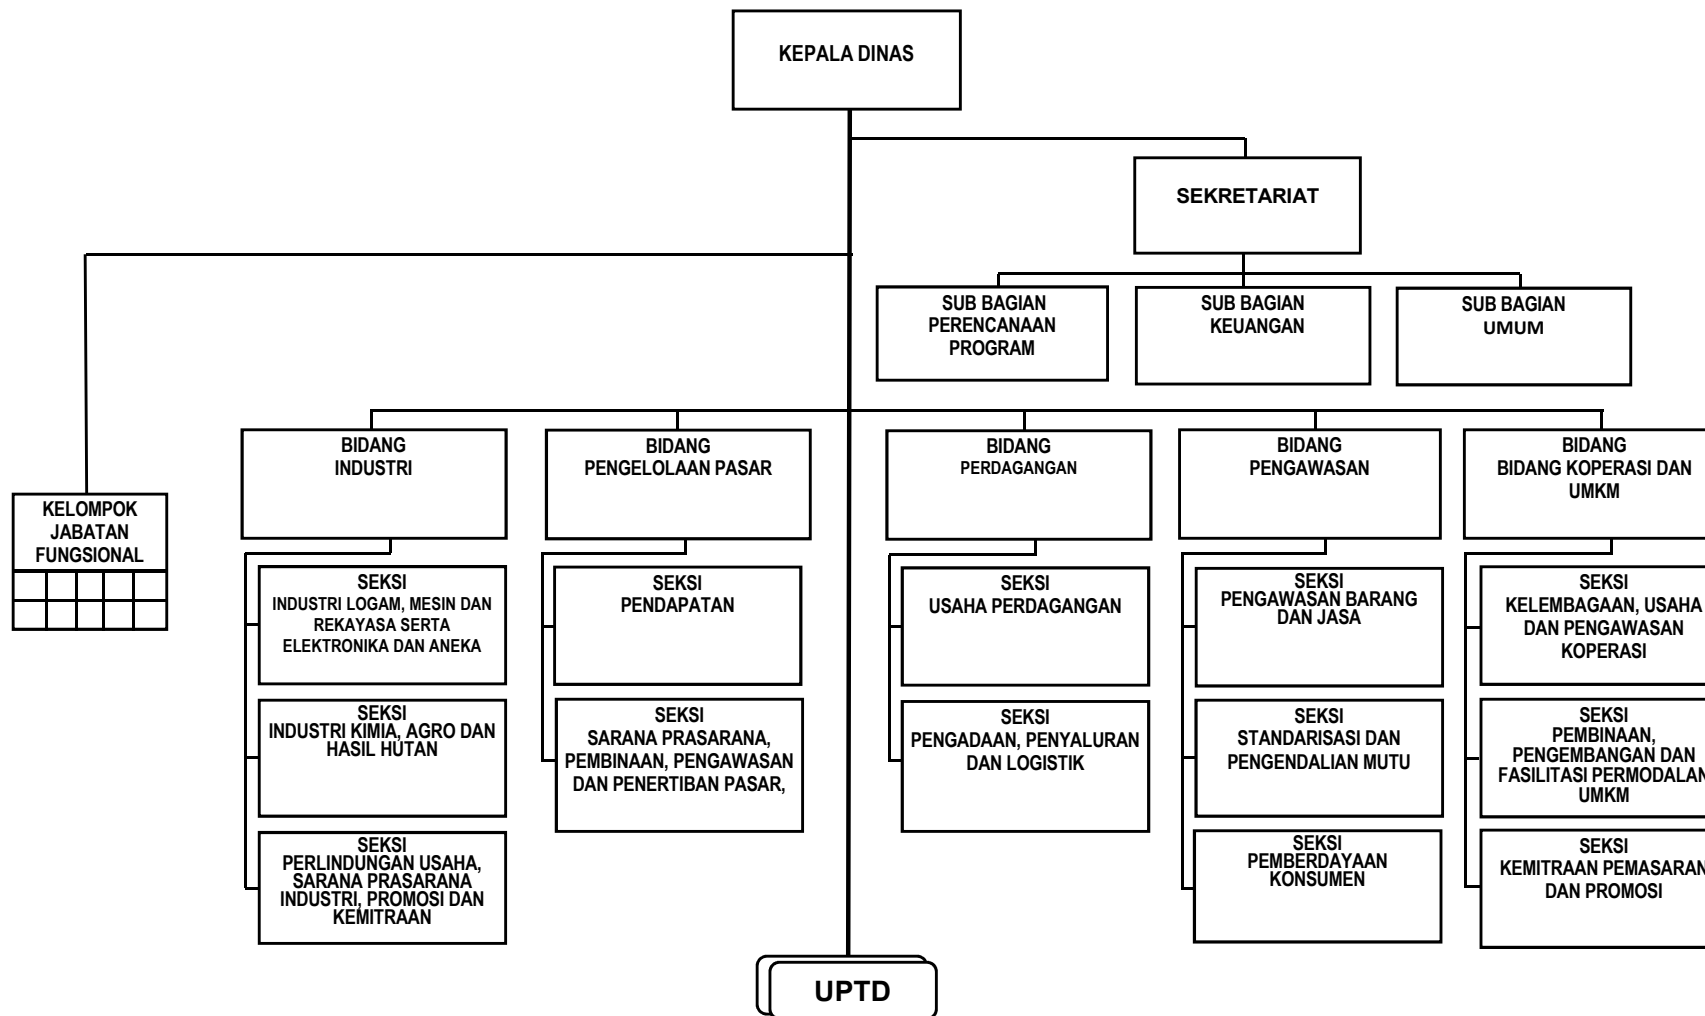 KEPALA DINAS
SEKRETARIAT
SUB BAGIAN
PERENCANAAN
PROGRAM
SUB BAGIAN
KEUANGAN
SUB BAGIAN
UMUM
KELOMPOK
JABATAN
FUNGSIONAL
BIDANG
INDUSTRI
BIDANG
PENGELOLAAN PASAR
BIDANG
PERDAGANGAN
BIDANG
PENGAWASAN
BIDANG
BIDANG KOPERASI DAN
UMKM
SEKSI
INDUSTRI LOGAM, MESIN DAN
REKAYASA SERTA
ELEKTRONIKA DAN ANEKA
SEKSI
PENDAPATAN
SEKSI
USAHA PERDAGANGAN
SEKSI
PENGAWASAN BARANG
DAN JASA
SEKSI
KELEMBAGAAN, USAHA
DAN PENGAWASAN
KOPERASI
SEKSI
INDUSTRI KIMIA, AGRO DAN
HASIL HUTAN
SEKSI
SARANA PRASARANA,
PEMBINAAN, PENGAWASAN
DAN PENERTIBAN PASAR,
SEKSI
PENGADAAN, PENYALURAN
DAN LOGISTIK
SEKSI
STANDARISASI DAN
PENGENDALIAN MUTU
SEKSI
PEMBINAAN,
PENGEMBANGAN DAN
FASILITASI PERMODALAN
UMKM
SEKSI
PERLINDUNGAN USAHA,
SARANA PRASARANA
INDUSTRI, PROMOSI DAN
KEMITRAAN
SEKSI
PEMBERDAYAAN
KONSUMEN
SEKSI
KEMITRAAN PEMASARAN
DAN PROMOSI
UPTD